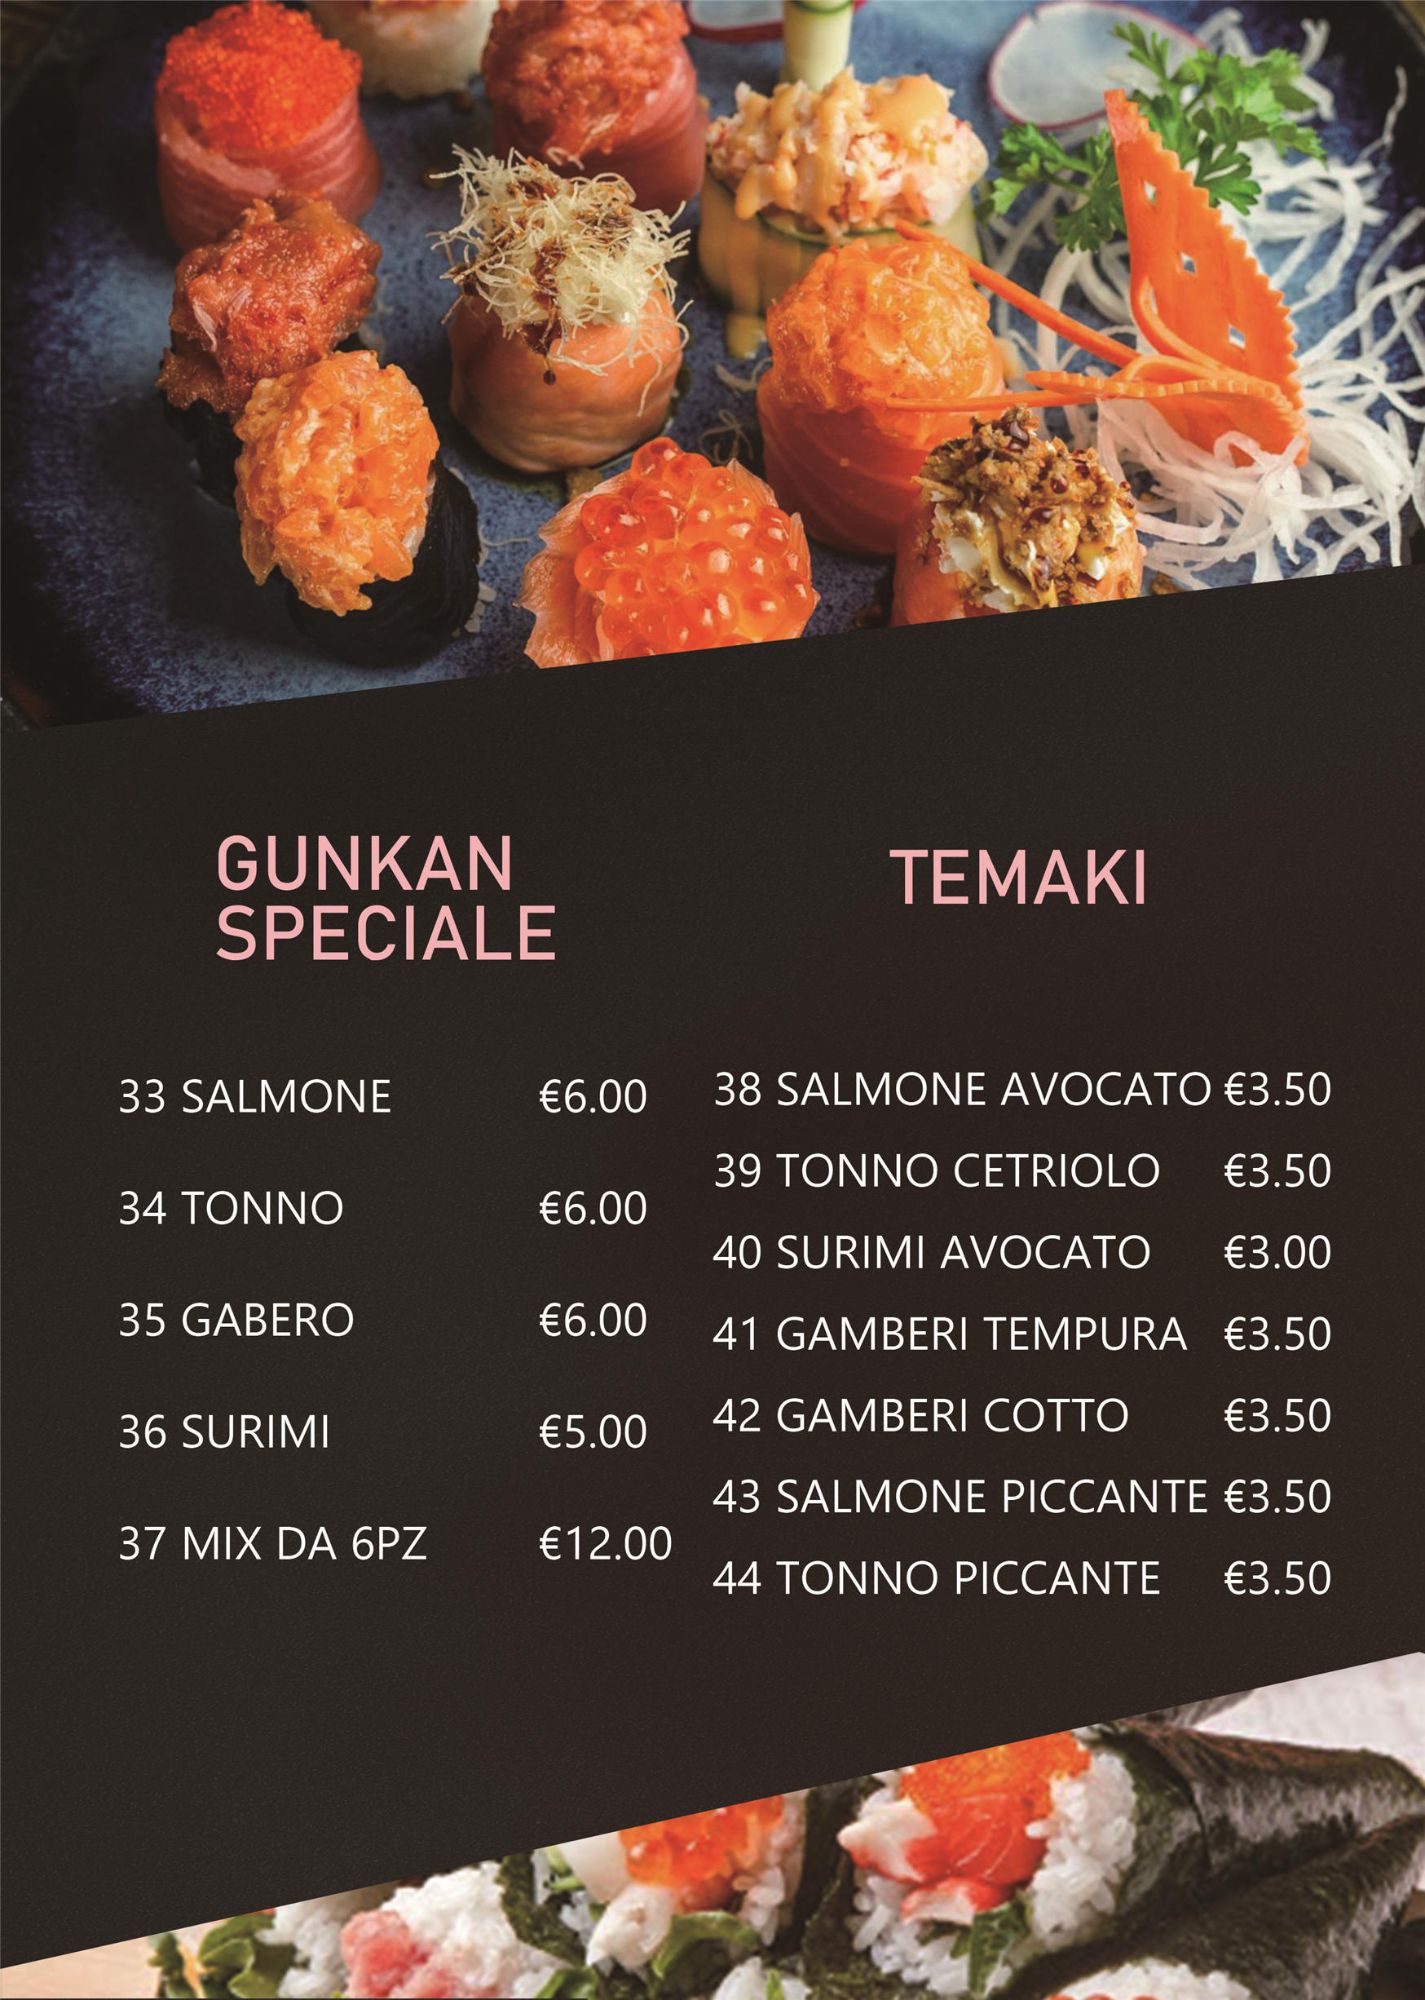 GUNKAN
SPECIALE
33 SALMONE €6.00
34 TONNO €6.00
35 GABERO €6.00
36 SURIMI €5.00
37 MIX DA 6PZ €12.00
TEMAKI
38 SALMONE AVOCATO €3.50
39 TONNO CETRIOLO €3.50
40 SURIMI AVOCATO €3.00
41 GAMBERI TEMPURA €3.50
42 GAMBERI COTTO €3.50
43 SALMONE PICCANTE €3.50
44 TONNO PICCANTE €3.50